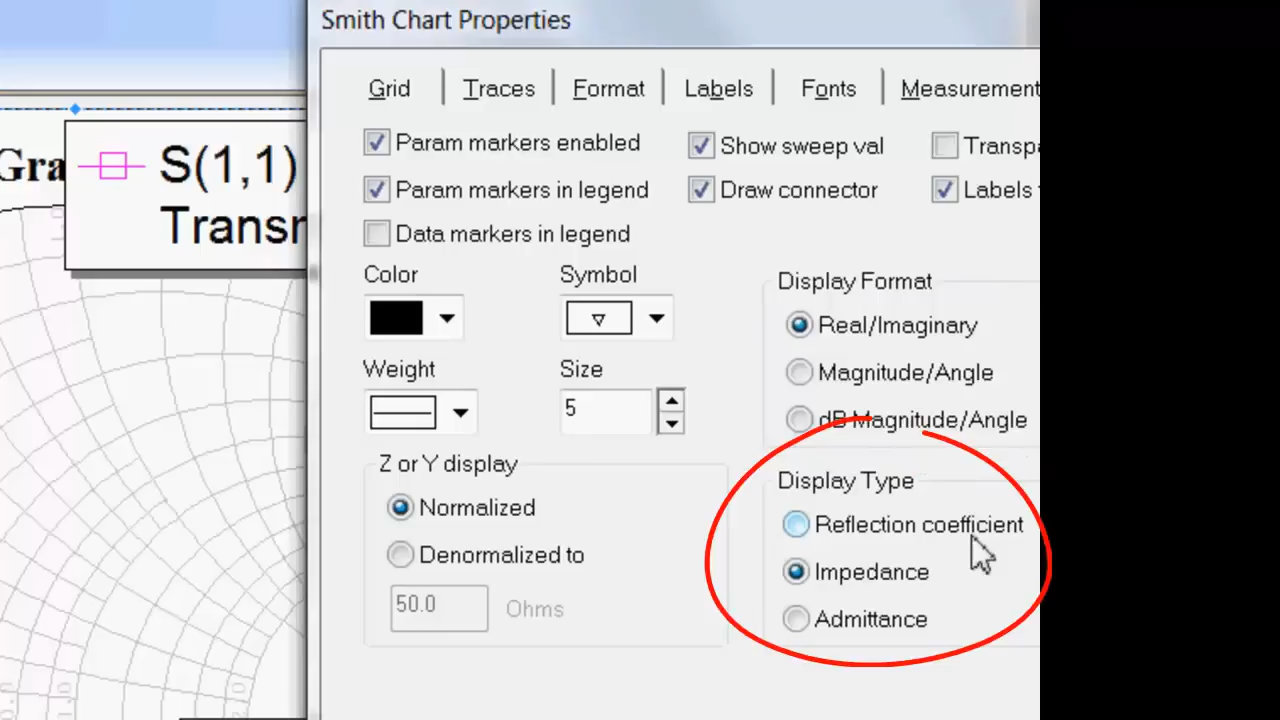 Smith Chart Properties
Grid Traces Format Labels Fonts Measurement
Param markers enabled
Show sweep val
Param markers in legend
Draw connector
Labels
Data markers in legend
S(1,1)
Color
Symbol
Weight
Size
5
Display Format
Real/Imaginary
Magnitude/Angle
dB Magnitude/Angle
Z or Y display
Normalized
Denormalized to
50.0 Ohms
Display Type
Reflection coefficient
Impedance
Admittance